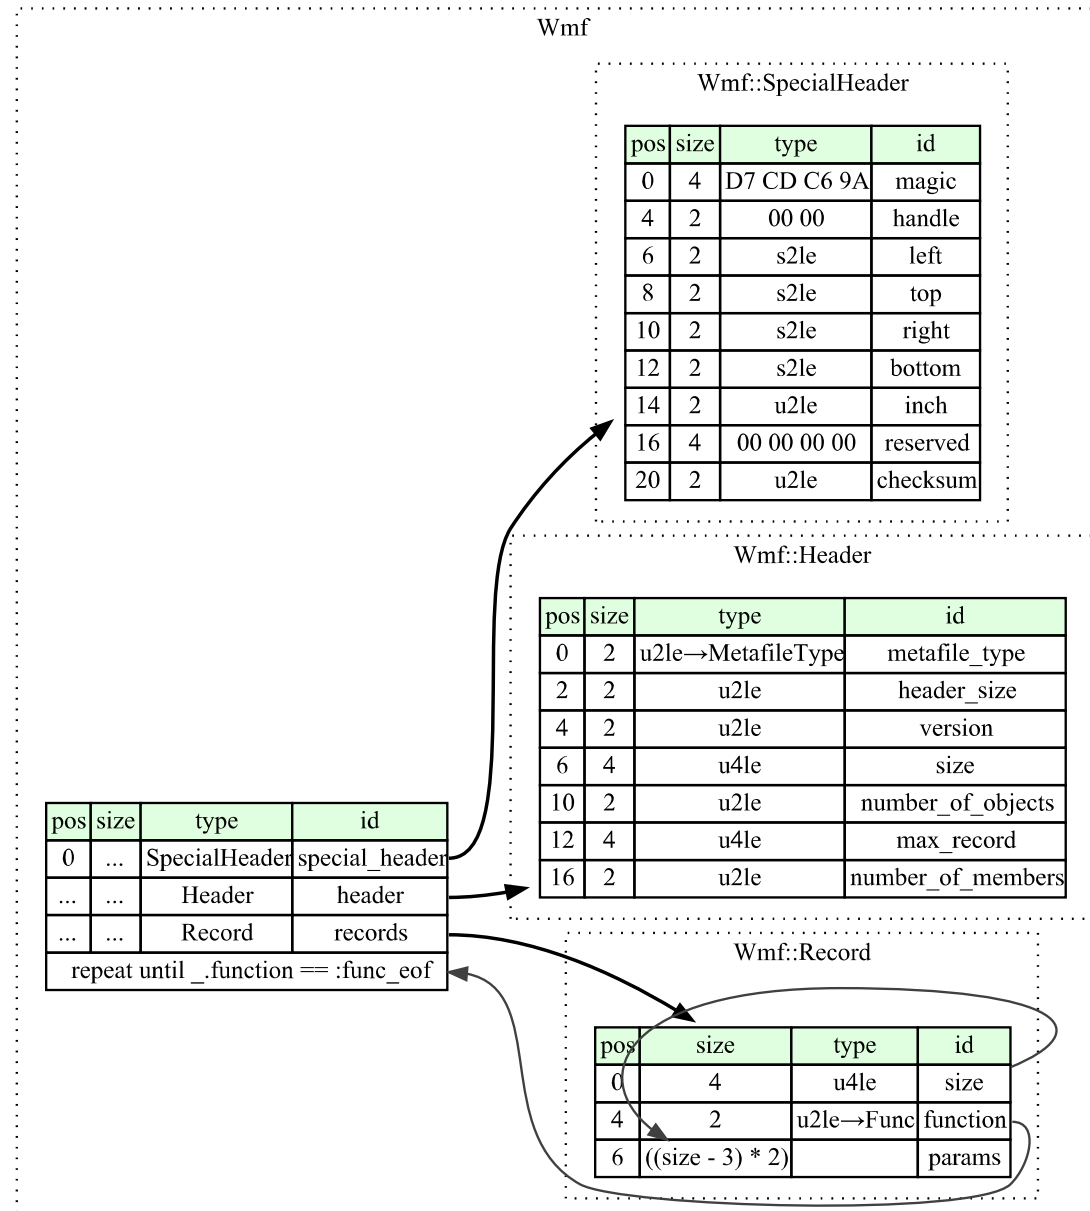 Wmf
Wmf::SpecialHeader
pos size type id
0 4 D7 CD C6 9A magic
4 2 00 00 handle
6 2 s2le left
8 2 s2le top
10 2 s2le right
12 2 s2le bottom
14 2 u2le inch
16 4 00 00 00 00 reserved
20 2 u2le checksum
Wmf::Header
pos size type id
0 2 u2le→MetafileType metafile_type
2 2 u2le header_size
4 2 u2le version
6 4 u4le size
10 2 u2le number_of_objects
12 4 u4le max_record
16 2 u2le number_of_members
pos size type id
0 ... SpecialHeader special_header
... ... Header header
... ... Record records
repeat until _.function == :func_eof
Wmf::Record
pos size type id
0 4 u4le size
4 2 u2le→Func function
6 ((size - 3) * 2) params